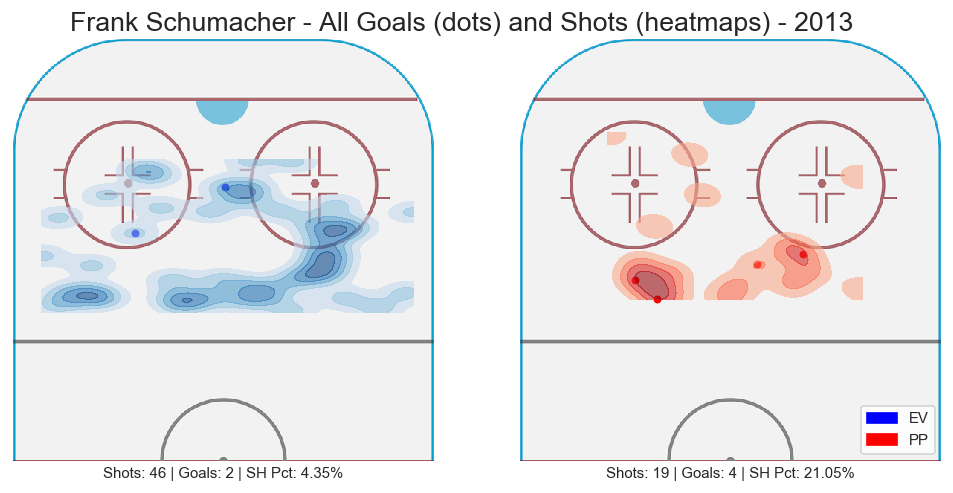 Frank Schumacher - All Goals (dots) and Shots (heatmaps) - 2013
EV
PP
Shots: 46 | Goals: 2 | SH Pct: 4.35%
Shots: 19 | Goals: 4 | SH Pct: 21.05%